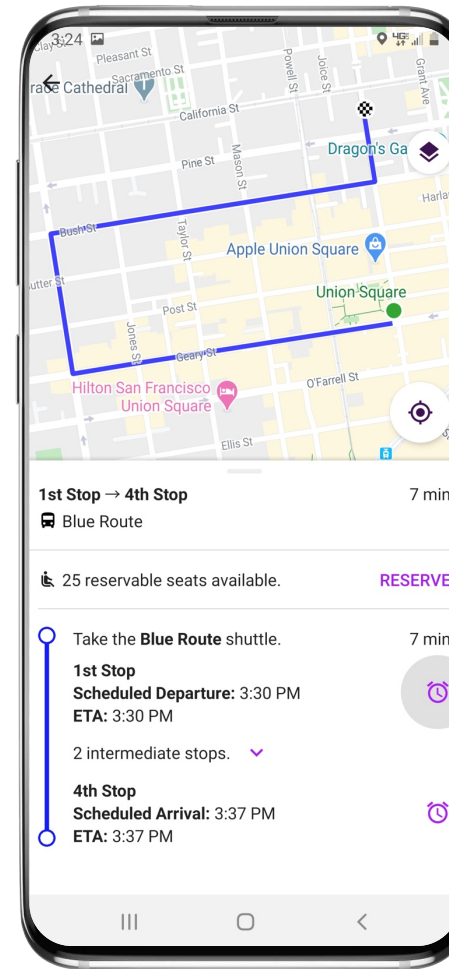 3:24
Clay St
4G
Pleasant St
Sacramento St
Powell St
Joice St
Grant Ave
Cathedral
California St
Dragon's Ga
Pine St
Mason St
Harla
Bush St
Taylor St
Apple Union Square
utter St
Union Square
Post St
Jones St
Geary St
O'Farrell St
Hilton San Francisco
Union Square
Ellis St
1st Stop → 4th Stop
7 min
Blue Route
25 reservable seats available.
RESERVE
Take the Blue Route shuttle.
7 min
1st Stop
Scheduled Departure: 3:30 PM
ETA: 3:30 PM
2 intermediate stops.
4th Stop
Scheduled Arrival: 3:37 PM
ETA: 3:37 PM